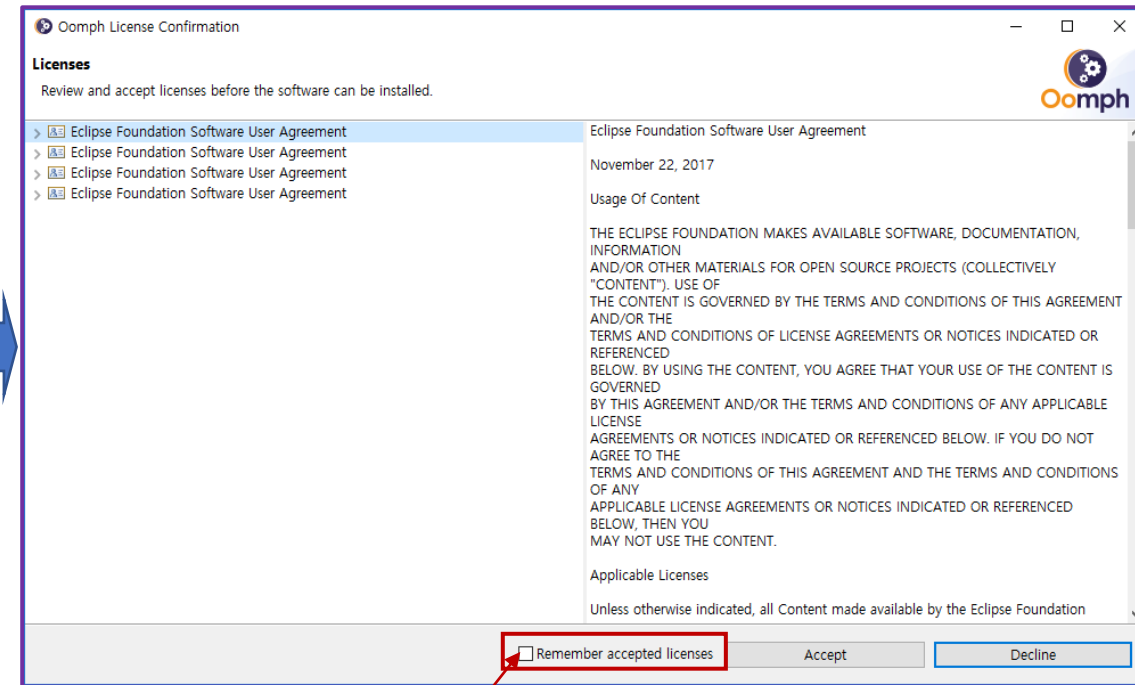 Oomph License Confirmation
Licenses
Review and accept licenses before the software can be installed.
Oomph
Eclipse Foundation Software User Agreement
Eclipse Foundation Software User Agreement
Eclipse Foundation Software User Agreement
Eclipse Foundation Software User Agreement
Eclipse Foundation Software User Agreement
November 22, 2017
Usage Of Content
THE ECLIPSE FOUNDATION MAKES AVAILABLE SOFTWARE, DOCUMENTATION,
INFORMATION
AND/OR OTHER MATERIALS FOR OPEN SOURCE PROJECTS (COLLECTIVELY
"CONTENT"). USE OF
THE CONTENT IS GOVERNED BY THE TERMS AND CONDITIONS OF THIS AGREEMENT
AND/OR THE
TERMS AND CONDITIONS OF LICENSE AGREEMENTS OR NOTICES INDICATED OR
REFERENCED
BELOW. BY USING THE CONTENT, YOU AGREE THAT YOUR USE OF THE CONTENT IS
GOVERNED
BY THIS AGREEMENT AND/OR THE TERMS AND CONDITIONS OF ANY APPLICABLE
LICENSE
AGREEMENTS OR NOTICES INDICATED OR REFERENCED BELOW. IF YOU DO NOT
AGREE TO THE
TERMS AND CONDITIONS OF THIS AGREEMENT AND THE TERMS AND CONDITIONS
OF ANY
APPLICABLE LICENSE AGREEMENTS OR NOTICES INDICATED OR REFERENCED
BELOW, THEN YOU
MAY NOT USE THE CONTENT.
Applicable Licenses
Unless otherwise indicated, all Content made available by the Eclipse Foundation
Remember accepted licenses
Accept
Decline